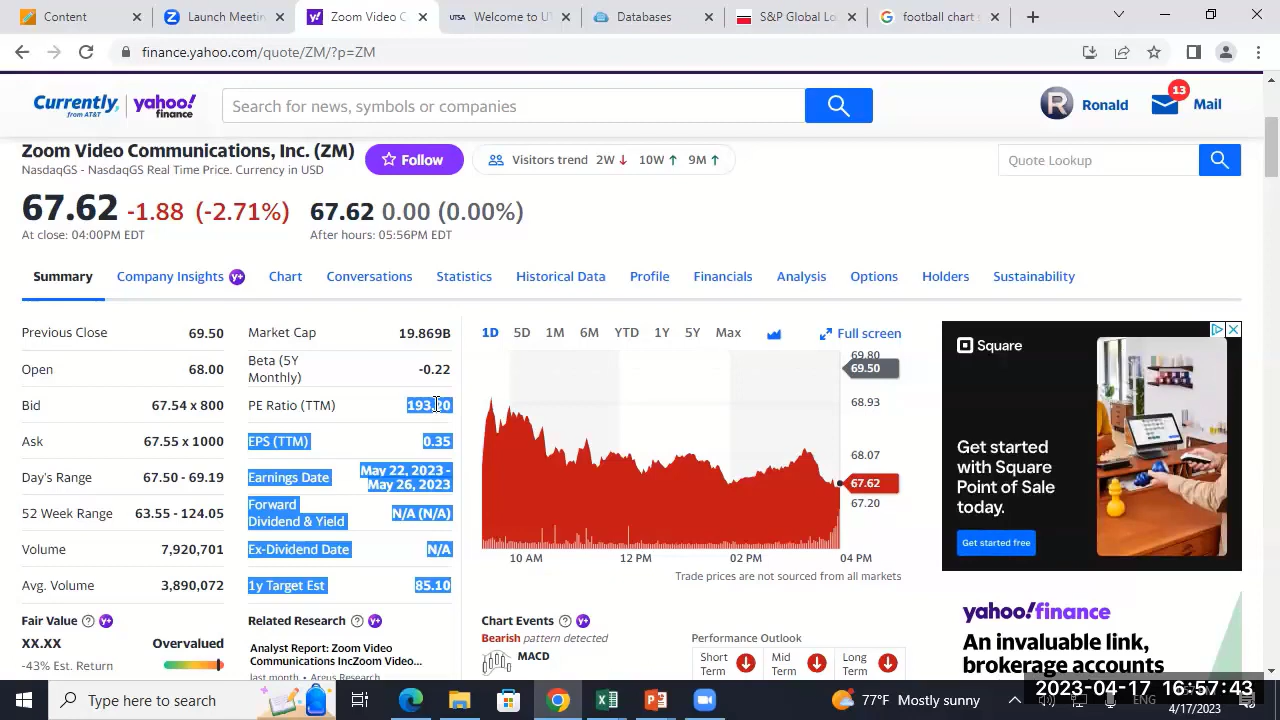 Content
Launch Meetin
Zoom Video C
UTSA
Welcome to U
Databases
S&P Global Lo
football chart s
finance.yahoo.com/quote/ZM/?p=ZM
Currently,
from AT&T
yahoo!
finance
Search for news, symbols or companies
R
Ronald
13
Mail
Zoom Video Communications, Inc. (ZM)
NasdaqGS - NasdaqGS Real Time Price. Currency in USD
Follow
Visitors trend 2W 10W 9M
Quote Lookup
67.62 -1.88 (-2.71%)
At close: 04:00PM EDT
67.62 0.00 (0.00%)
After hours: 05:56PM EDT
Summary
Company Insights
Chart
Conversations
Statistics
Historical Data
Profile
Financials
Analysis
Options
Holders
Sustainability
Previous Close 69.50
Open 68.00
Bid 67.54 x 800
Ask 67.55 x 1000
Day's Range 67.50 - 69.19
52 Week Range 63.55 - 124.05
Volume 7,920,701
Avg. Volume 3,890,072
Market Cap 19.869B
Beta (5Y
Monthly) -0.22
PE Ratio (TTM) 193.20
EPS (TTM) 0.35
Earnings Date May 22, 2023 -
May 26, 2023
Forward
Dividend & Yield N/A (N/A)
Ex-Dividend Date N/A
1y Target Est 85.10
Fair Value
XX.XX Overvalued
-43% Est. Return
Related Research
Analyst Report: Zoom Video
Communications IncZoom Video...
last month • Argus Research
1D 5D 1M 6M YTD 1Y 5Y Max
Full screen
69.80
69.50
68.93
68.07
67.62
67.20
10 AM 12 PM 02 PM 04 PM
Trade prices are not sourced from all markets
Chart Events
Bearish pattern detected
MACD
Performance Outlook
Short
Term
Mid
Term
Long
Term
Square
Get started
with Square
Point of Sale
today.
Get started free
yahoo!finance
An invaluable link,
brokerage accounts
Type here to search
77°F Mostly sunny
ENG
2023-04-17 16:57:43
4/17/2023